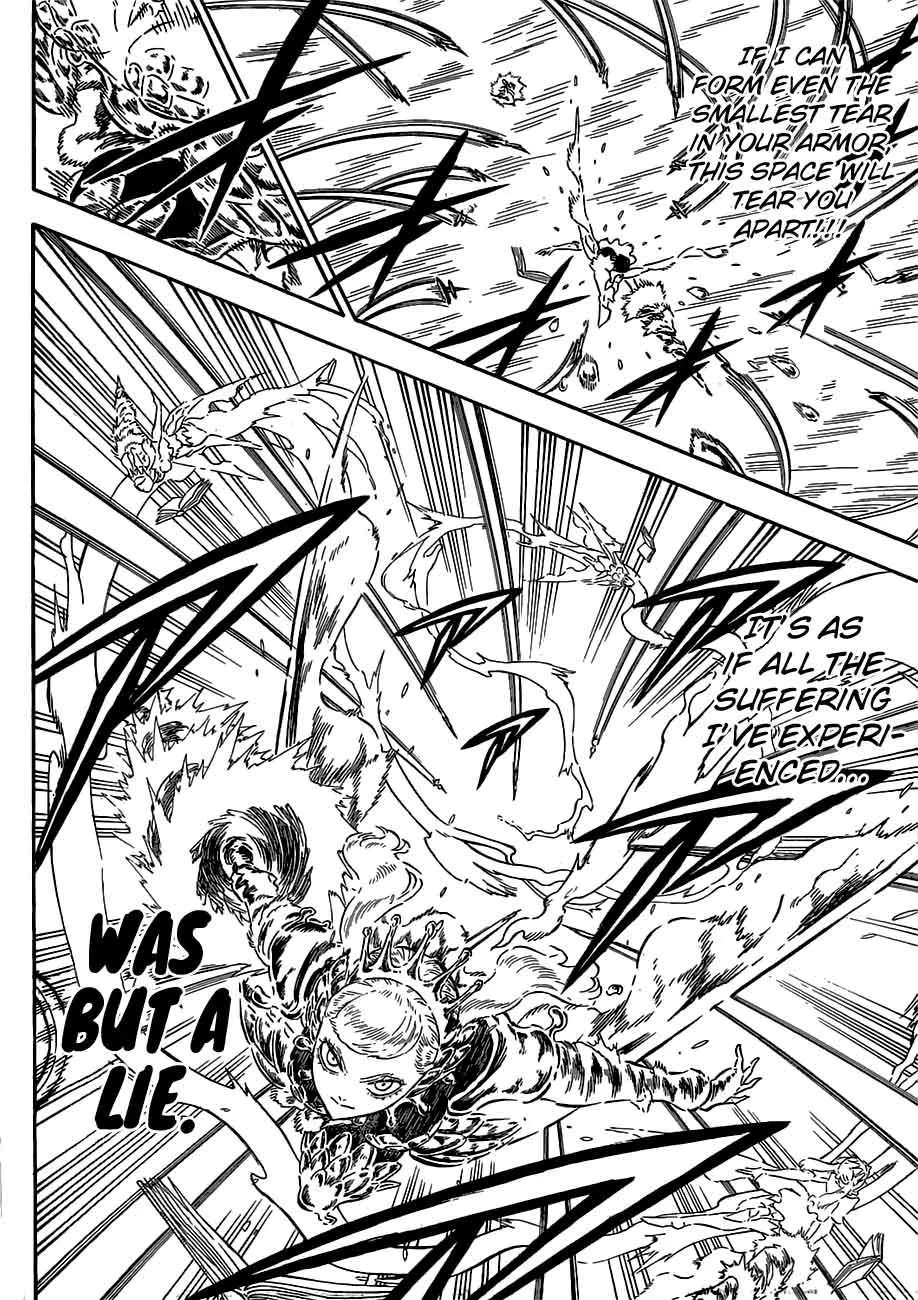 IF I CAN
FORM EVEN THE
SMALLEST TEAR
IN YOUR ARMOR,
THIS SPACE WILL
TEAR YOU
APART!!!
IT'S AS
IF ALL THE
SUFFERING
I'VE EXPERI-
ENCED...
WAS
BUT A
LIE.